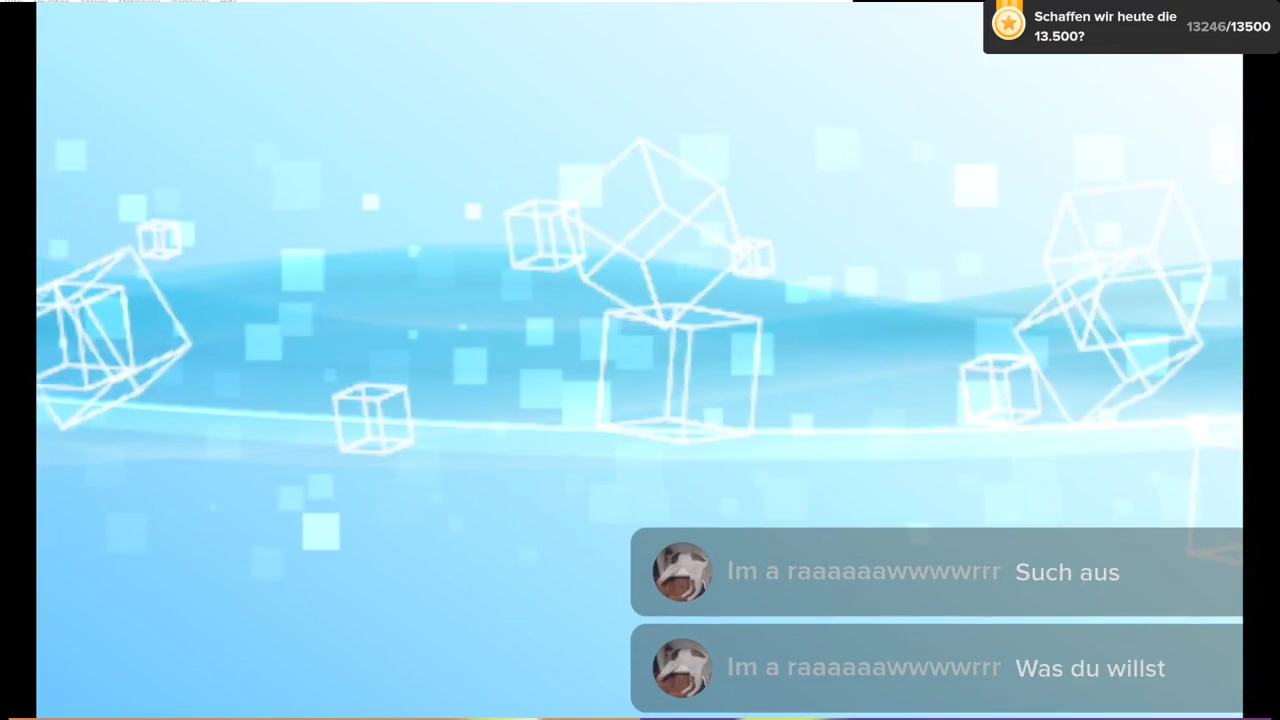 Schaffen wir heute die
13.500?
13246/13500
Im a raaaaaawwwwrrr Such aus
Im a raaaaaawwwwrrr Was du willst